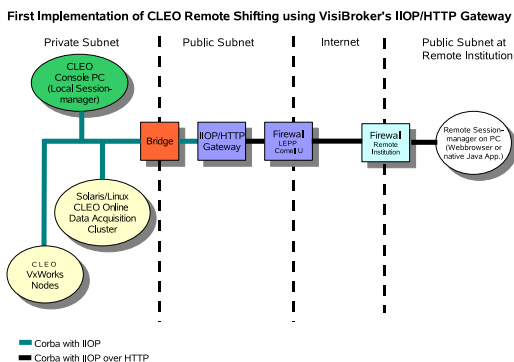 First Implementation of CLEO Remote Shifting using VisiBroker's IIOP/HTTP Gateway
Private Subnet
Public Subnet
Internet
Public Subnet at
Remote Institution
CLEO
Console PC
(Local Session-
manager)
Bridge
IIOP/HTTP
Gateway
Firewall
LEPP
Cornell U
Firewall
Remote
Institution
Remote Session-
manager on PC
(Webbrowser or
native Java App.)
Solaris/Linux
CLEO Online
Data Acquisition
Cluster
CLEO
VxWorks
Nodes
Corba with IIOP
Corba with IIOP over HTTP